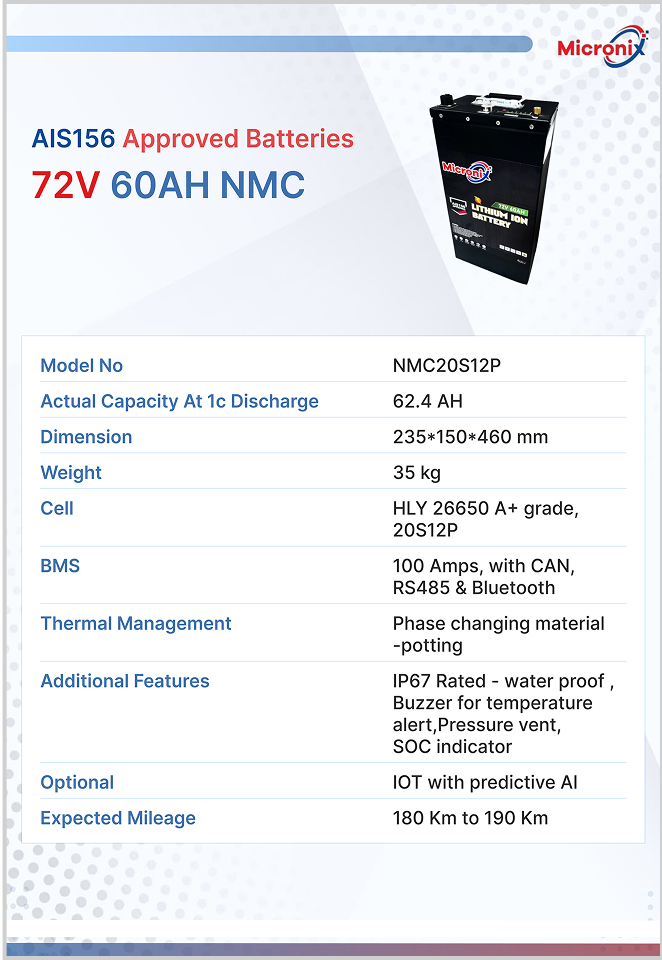 Micronix
AIS156 Approved Batteries
72V 60AH NMC
Micronix
72V 60AH
LITHIUM ION
BATTERY
Model No NMC20S12P
Actual Capacity At 1c Discharge 62.4 AH
Dimension 235*150*460 mm
Weight 35 kg
Cell HLY 26650 A+ grade,
20S12P
BMS 100 Amps, with CAN,
RS485 & Bluetooth
Thermal Management Phase changing material
-potting
Additional Features IP67 Rated - water proof ,
Buzzer for temperature
alert,Pressure vent,
SOC indicator
Optional IOT with predictive AI
Expected Mileage 180 Km to 190 Km